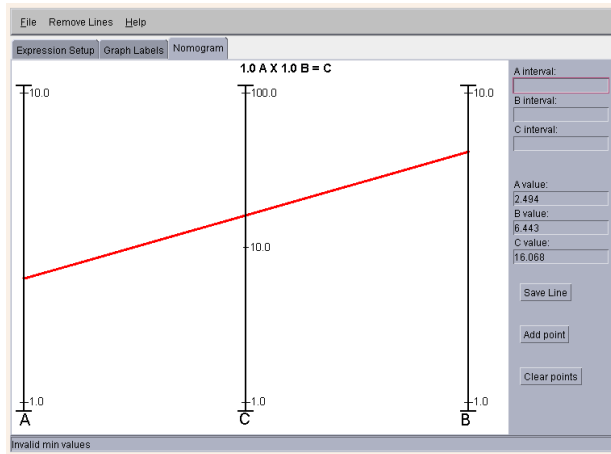 File Remove Lines Help
Expression Setup Graph Labels Nomogram
1.0 A X 1.0 B = C
10.0 100.0 10.0
10.0
1.0 1.0 1.0
A C B
A interval:
B interval:
C interval:
A value:
2.494
B value:
6.443
C value:
16.068
Save Line
Add point
Clear points
Invalid min values